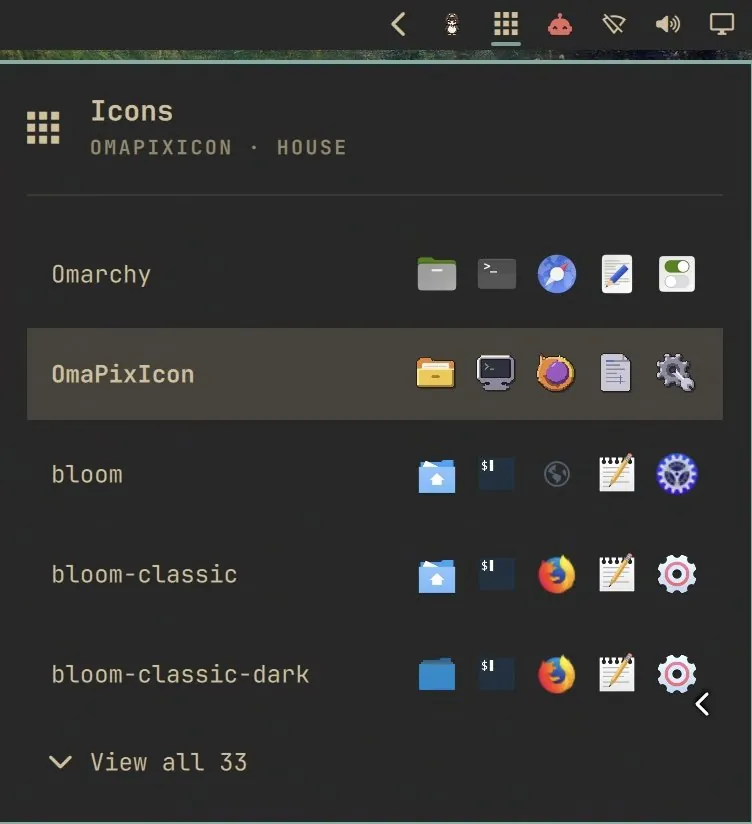 Icons
OMAPIXICON · HOUSE
Omarchy
>_
OmaPixIcon
>_
bloom
$
bloom-classic
$
bloom-classic-dark
$
View all 33